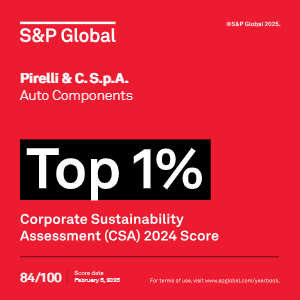 S&P Global
©S&P Global 2025.
Pirelli & C. S.p.A.
Auto Components
Top 1%
Corporate Sustainability
Assessment (CSA) 2024 Score
84/100
Score date
February 5, 2025
For terms of use, visit www.spglobal.com/yearbook.